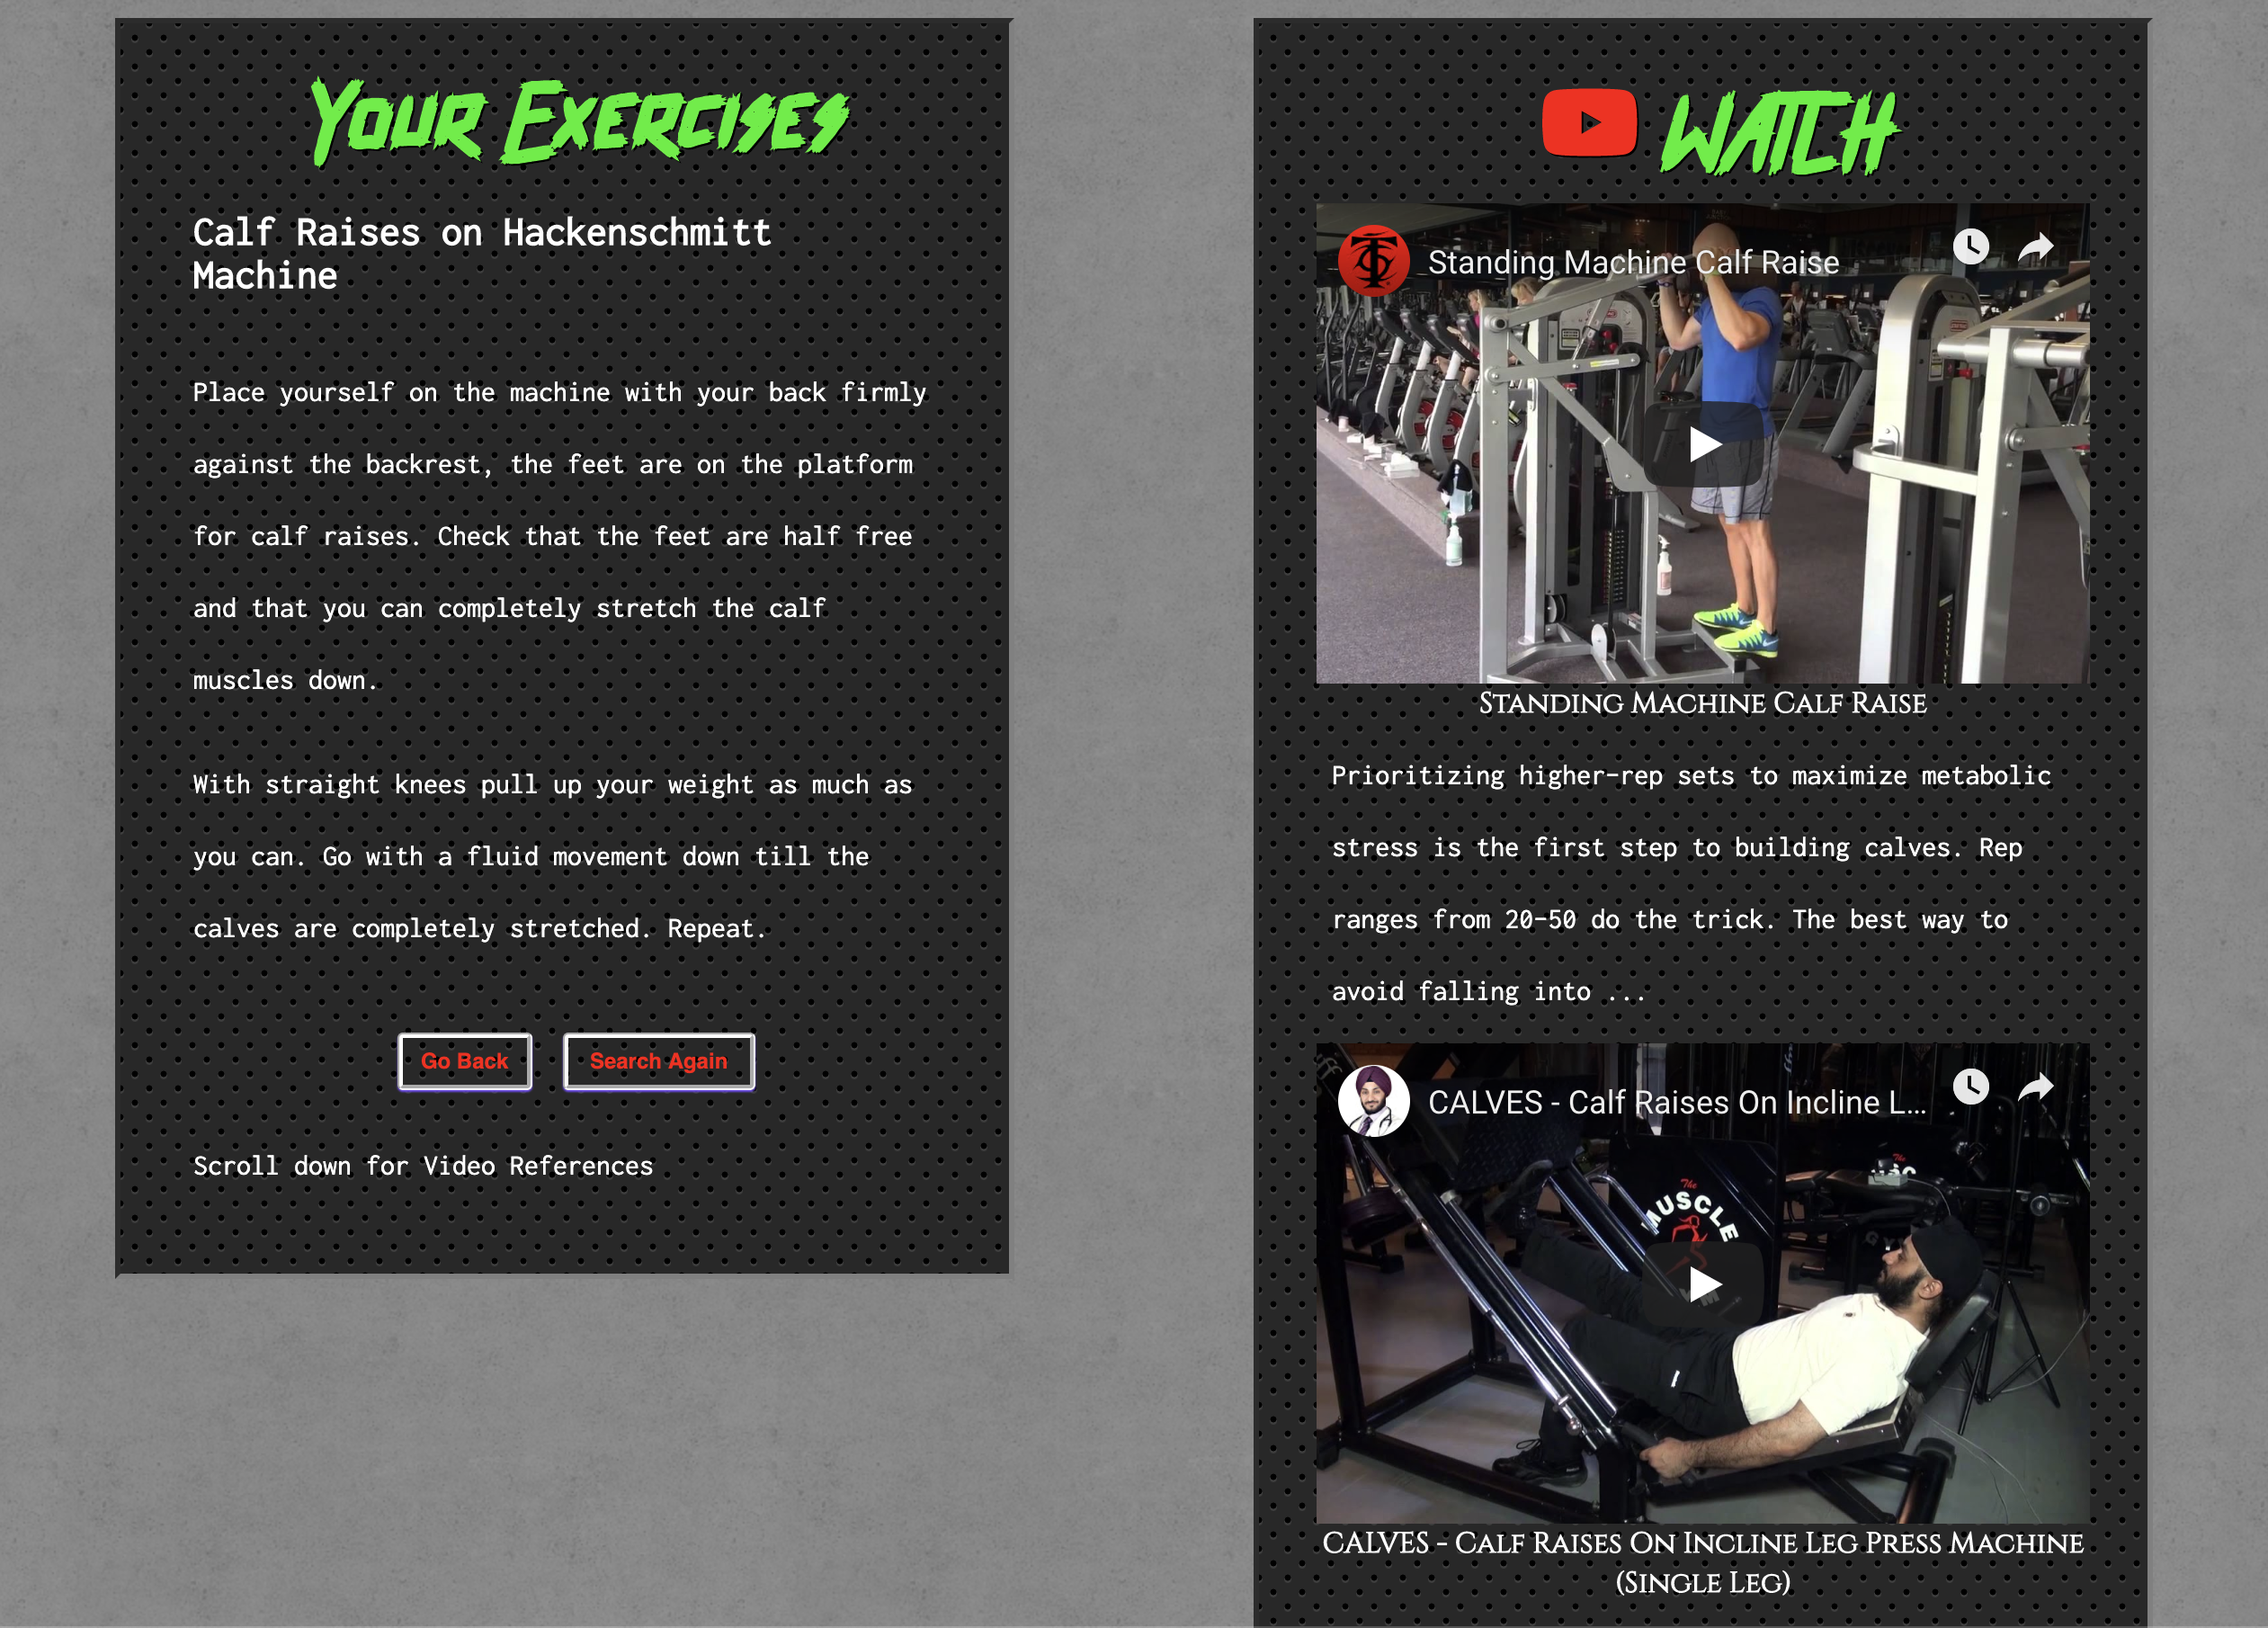 Your Exercises
Calf Raises on Hackenschmitt
Machine
Place yourself on the machine with your back firmly
against the backrest, the feet are on the platform
for calf raises. Check that the feet are half free
and that you can completely stretch the calf
muscles down.
With straight knees pull up your weight as much as
you can. Go with a fluid movement down till the
calves are completely stretched. Repeat.
Go Back Search Again
Scroll down for Video References
WATCH
Standing Machine Calf Raise
Standing Machine Calf Raise
Prioritizing higher-rep sets to maximize metabolic
stress is the first step to building calves. Rep
ranges from 20-50 do the trick. The best way to
avoid falling into ...
CALVES - Calf Raises On Incline L...
The
MUSCLE
CALVES - Calf Raises On Incline Leg Press Machine
(Single Leg)